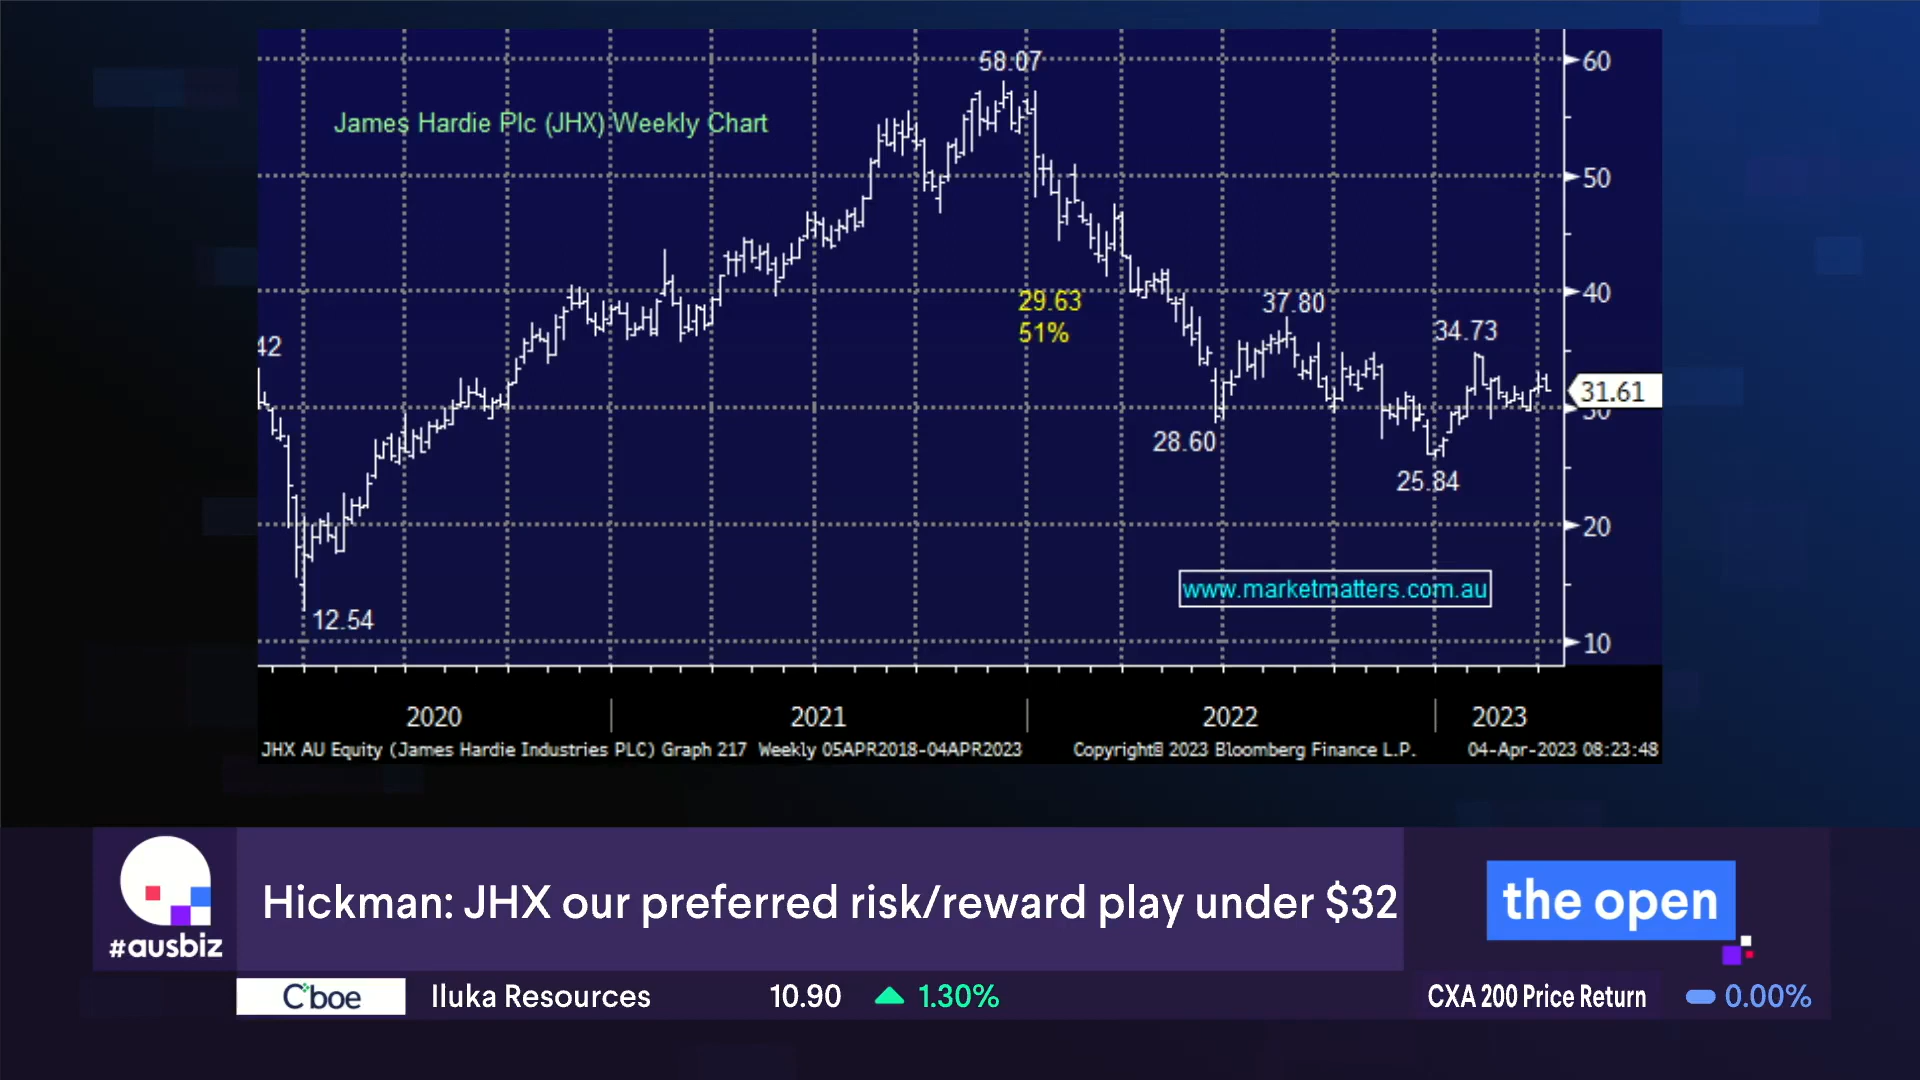 58.07
60
James Hardie Plc (JHX) Weekly Chart
50
29.63
51%
37.80
40
42
34.73
31.61
30
28.60
25.84
20
www.marketmatters.com.au
12.54
10
2020 2021 2022 2023
JHX AU Equity (James Hardie Industries PLC) Graph 217 Weekly 05APR2018-04APR2023 Copyright© 2023 Bloomberg Finance L.P. 04-Apr-2023 08:23:48
Hickman: JHX our preferred risk/reward play under $32
the open
#ausbiz
Cboe Iluka Resources 10.90 1.30% CXA 200 Price Return 0.00%